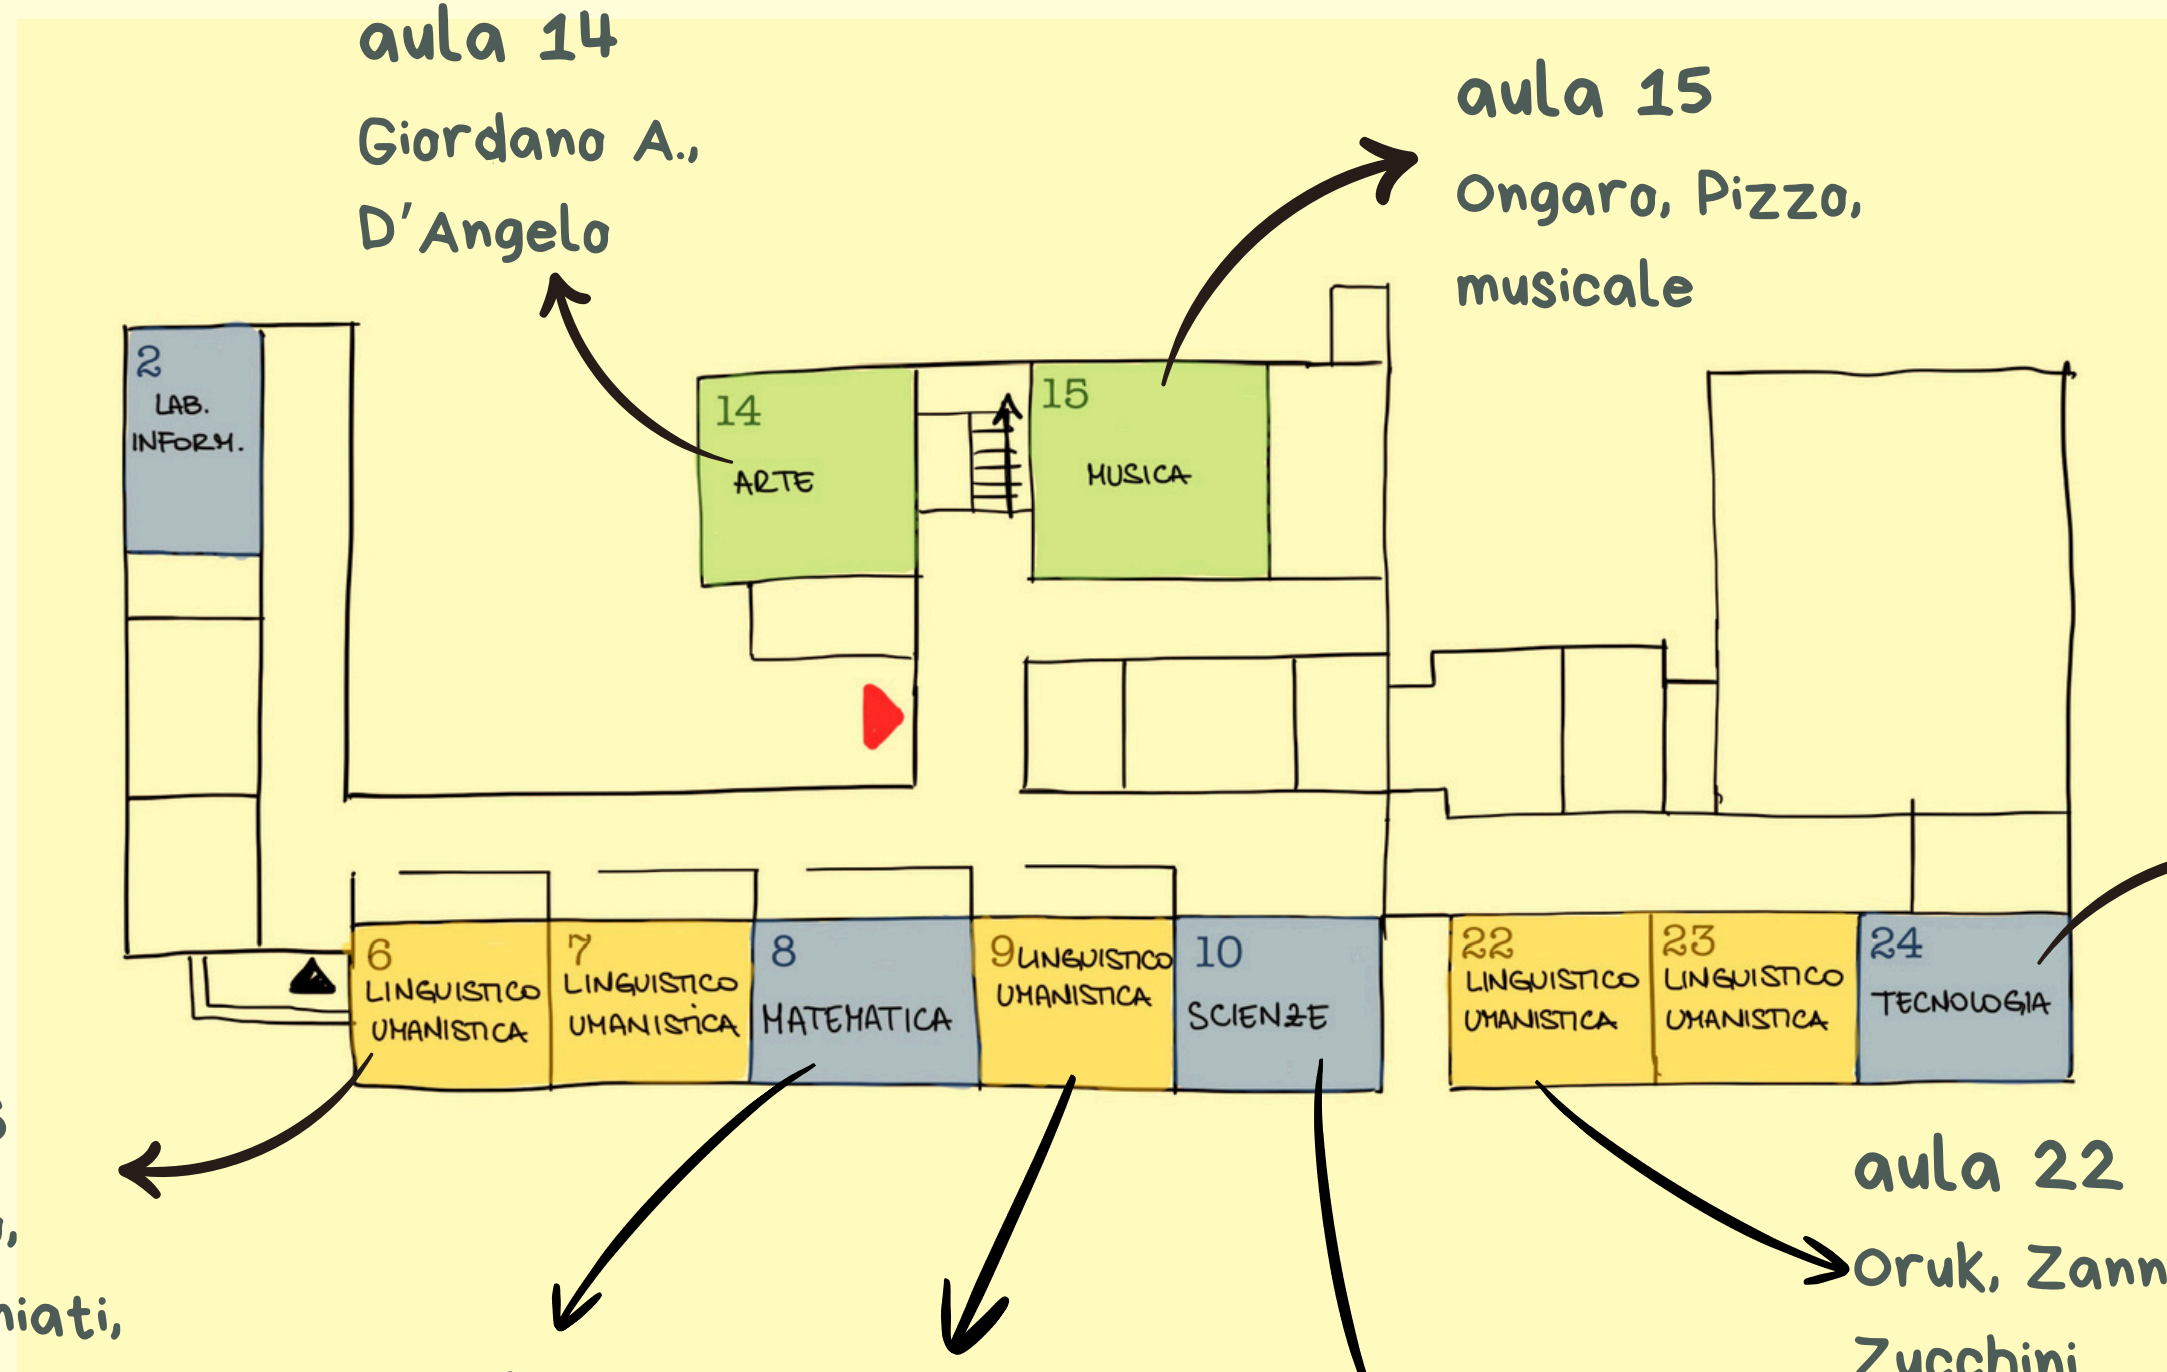 aula 14
Giordano A.,
D'Angelo
aula 15
Ongaro, Pizzo,
musicale
2
LAB.
INFORM.
14
ARTE
15
MUSICA
6
LINGUISTICO
UMANISTICA
7
LINGUISTICO
UMANISTICA
8
MATEMATICA
9 LINGUISTICO
UMANISTICA
10
SCIENZE
22
LINGUISTICO
UMANISTICA
23
LINGUISTICO
UMANISTICA
24
TECNOLOGIA
aula 22
Oruk, Zann
Zucchini